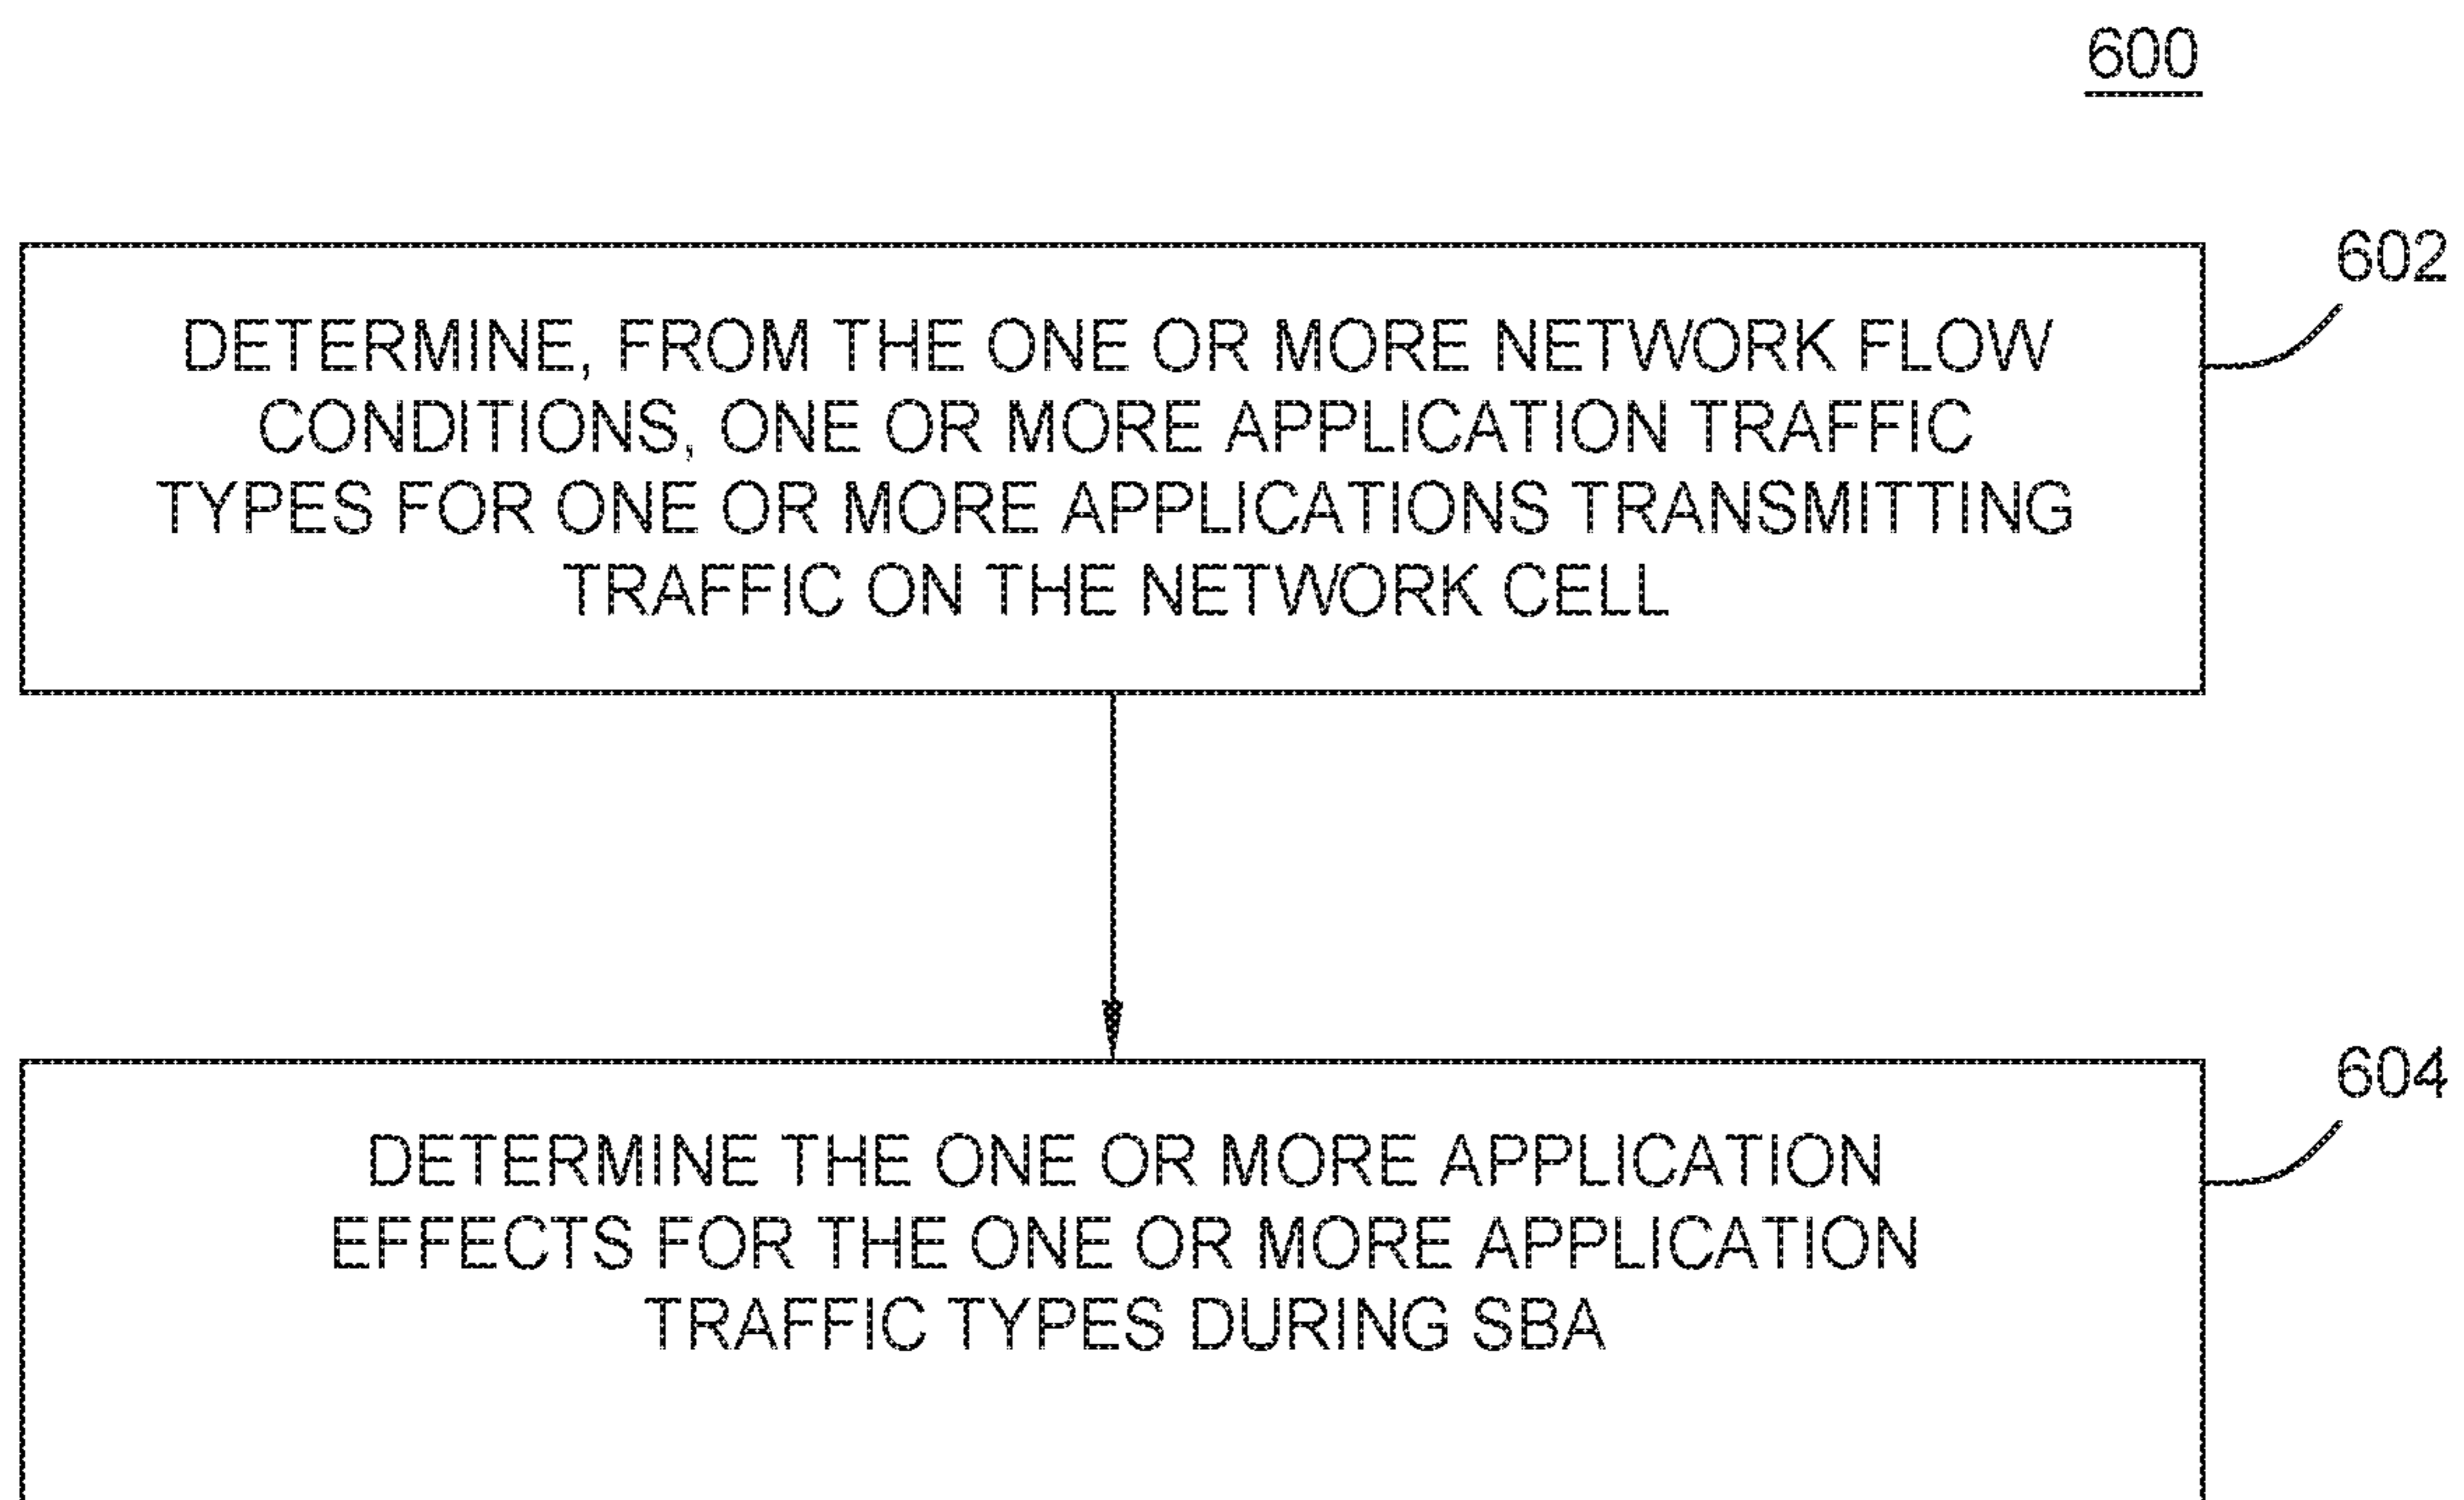 600
602
DETERMINE, FROM THE ONE OR MORE NETWORK FLOW
CONDITIONS, ONE OR MORE APPLICATION TRAFFIC
TYPES FOR ONE OR MORE APPLICATIONS TRANSMITTING
TRAFFIC ON THE NETWORK CELL
604
DETERMINE THE ONE OR MORE APPLICATION
EFFECTS FOR THE ONE OR MORE APPLICATION
TRAFFIC TYPES DURING SBA